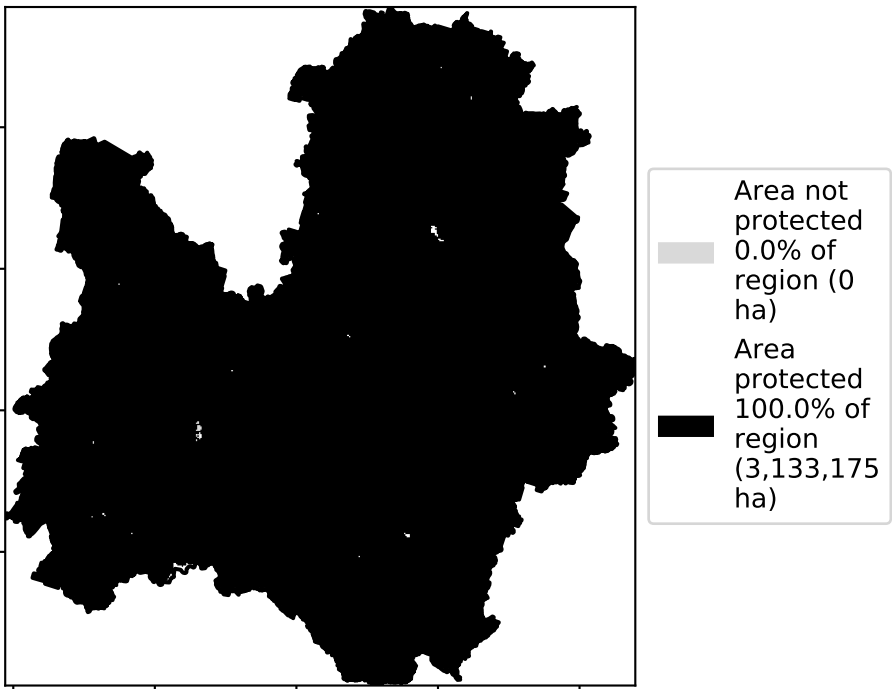 Area not
protected
0.0% of
region (0
ha)
Area
protected
100.0% of
region
(3,133,175
ha)